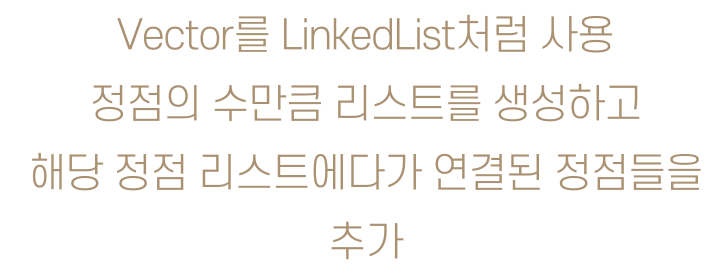 Vector를 LinkedList처럼 사용
정점의 수만큼 리스트를 생성하고
해당 정점 리스트에다가 연결된 정점들을
추가